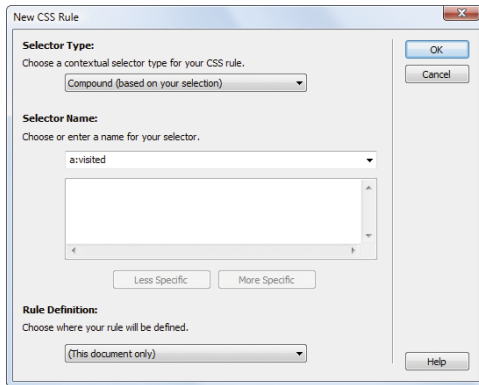 New CSS Rule
Selector Type:
OK
Choose a contextual selector type for your CSS rule.
Compound (based on your selection)
Cancel
Selector Name:
Choose or enter a name for your selector.
a:visited
Less Specific
More Specific
Rule Definition:
Choose where your rule will be defined.
(This document only)
Help